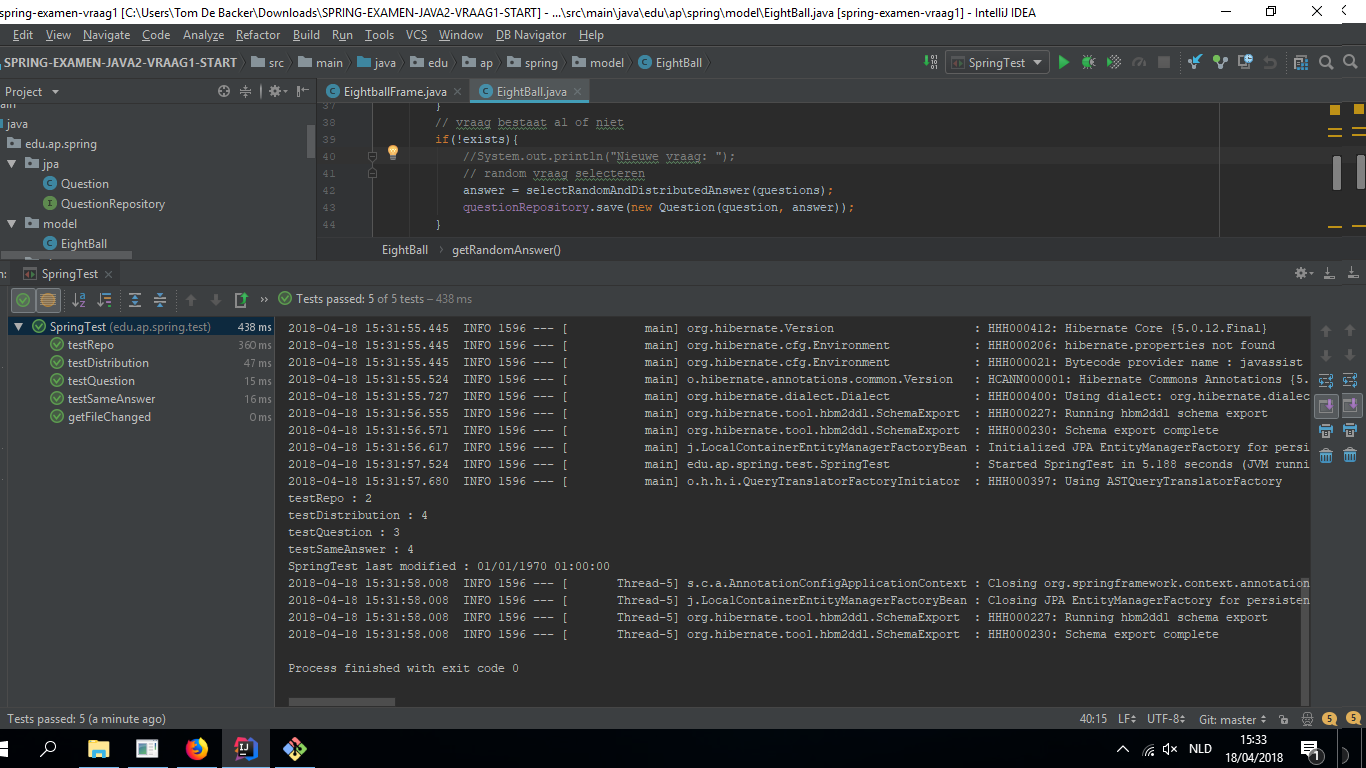 spring-examen-vraag1 [C:\Users\Tom De Backer\Downloads\SPRING-EXAMEN-JAVA2-VRAAG1-START] - ...\src\main\java\edu\ap\spring\model\EightBall.java [spring-examen-vraag1] - IntelliJ IDEA
Edit View Navigate Code Analyze Refactor Build Run Tools VCS Window DB Navigator Help
SPRING-EXAMEN-JAVA2-VRAAG1-START src main java edu ap spring model EightBall SpringTest
Project EightballFrame.java EightBall.java
java
edu.ap.spring
jpa
Question
QuestionRepository
model
EightBall
37 }
38 // vraag bestaat al of niet
39 if(!exists){
40 //System.out.println("Nieuwe vraag: ");
41 // random vraag selecteren
42 answer = selectRandomAndDistributedAnswer(questions);
43 questionRepository.save(new Question(question, answer));
44 }
EightBall getRandomAnswer()
SpringTest
Tests passed: 5 of 5 tests – 438 ms
SpringTest (edu.ap.spring.test) 438 ms
testRepo 360 ms
testDistribution 47 ms
testQuestion 15 ms
testSameAnswer 16 ms
getFileChanged 0 ms
2018-04-18 15:31:55.445 INFO 1596 --- [ main] org.hibernate.Version : HHH000412: Hibernate Core {5.0.12.Final}
2018-04-18 15:31:55.445 INFO 1596 --- [ main] org.hibernate.cfg.Environment : HHH000206: hibernate.properties not found
2018-04-18 15:31:55.445 INFO 1596 --- [ main] org.hibernate.cfg.Environment : HHH000021: Bytecode provider name : javassist
2018-04-18 15:31:55.524 INFO 1596 --- [ main] o.hibernate.annotations.common.Version : HCANN000001: Hibernate Commons Annotations {5.
2018-04-18 15:31:55.727 INFO 1596 --- [ main] org.hibernate.dialect.Dialect : HHH000400: Using dialect: org.hibernate.dialec
2018-04-18 15:31:56.555 INFO 1596 --- [ main] org.hibernate.tool.hbm2ddl.SchemaExport : HHH000227: Running hbm2ddl schema export
2018-04-18 15:31:56.571 INFO 1596 --- [ main] org.hibernate.tool.hbm2ddl.SchemaExport : HHH000230: Schema export complete
2018-04-18 15:31:56.617 INFO 1596 --- [ main] j.LocalContainerEntityManagerFactoryBean : Initialized JPA EntityManagerFactory for persi
2018-04-18 15:31:57.524 INFO 1596 --- [ main] edu.ap.spring.test.SpringTest : Started SpringTest in 5.188 seconds (JVM runni
2018-04-18 15:31:57.680 INFO 1596 --- [ main] o.h.h.i.QueryTranslatorFactoryInitiator : HHH000397: Using ASTQueryTranslatorFactory
testRepo : 2
testDistribution : 4
testQuestion : 3
testSameAnswer : 4
SpringTest last modified : 01/01/1970 01:00:00
2018-04-18 15:31:58.008 INFO 1596 --- [ Thread-5] s.c.a.AnnotationConfigApplicationContext : Closing org.springframework.context.annotation
2018-04-18 15:31:58.008 INFO 1596 --- [ Thread-5] j.LocalContainerEntityManagerFactoryBean : Closing JPA EntityManagerFactory for persisten
2018-04-18 15:31:58.008 INFO 1596 --- [ Thread-5] org.hibernate.tool.hbm2ddl.SchemaExport : HHH000227: Running hbm2ddl schema export
2018-04-18 15:31:58.008 INFO 1596 --- [ Thread-5] org.hibernate.tool.hbm2ddl.SchemaExport : HHH000230: Schema export complete
Process finished with exit code 0
Tests passed: 5 (a minute ago) 40:15 LF UTF-8 Git: master 5 5
NLD 15:33
18/04/2018 1